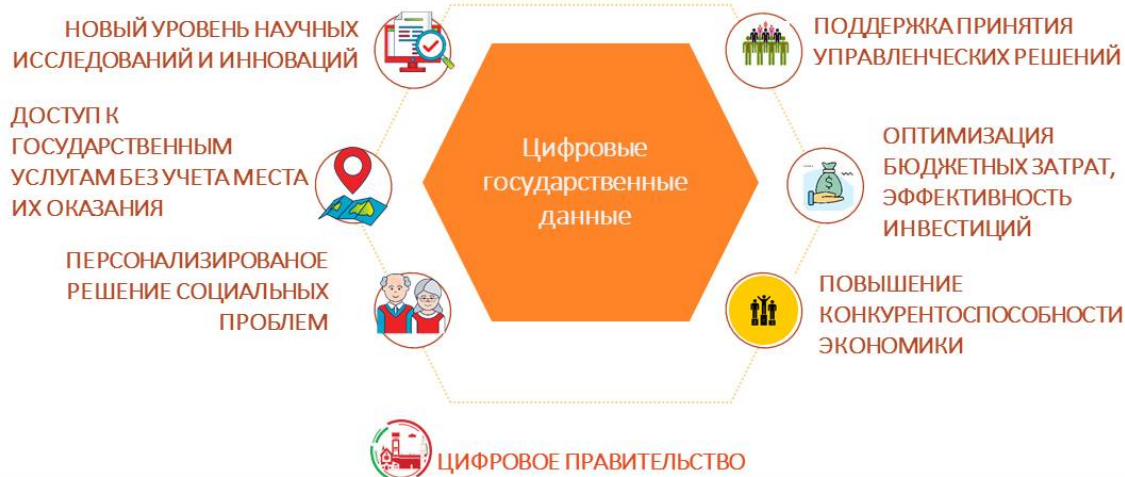 НОВЫЙ УРОВЕНЬ НАУЧНЫХ
ИССЛЕДОВАНИЙ И ИННОВАЦИЙ
ДОСТУП К
ГОСУДАРСТВЕННЫМ
УСЛУГАМ БЕЗ УЧЕТА МЕСТА
ИХ ОКАЗАНИЯ
ПЕРСОНАЛИЗИРОВАНОЕ
РЕШЕНИЕ СОЦИАЛЬНЫХ
ПРОБЛЕМ
Цифровые
государственные
данные
ПОДДЕРЖКА ПРИНЯТИЯ
УПРАВЛЕНЧЕСКИХ РЕШЕНИЙ
ОПТИМИЗАЦИЯ
БЮДЖЕТНЫХ ЗАТРАТ,
ЭФФЕКТИВНОСТЬ
ИНВЕСТИЦИЙ
ПОВЫШЕНИЕ
КОНКУРЕНТОСПОСОБНОСТИ
ЭКОНОМИКИ
ЦИФРОВОЕ ПРАВИТЕЛЬСТВО